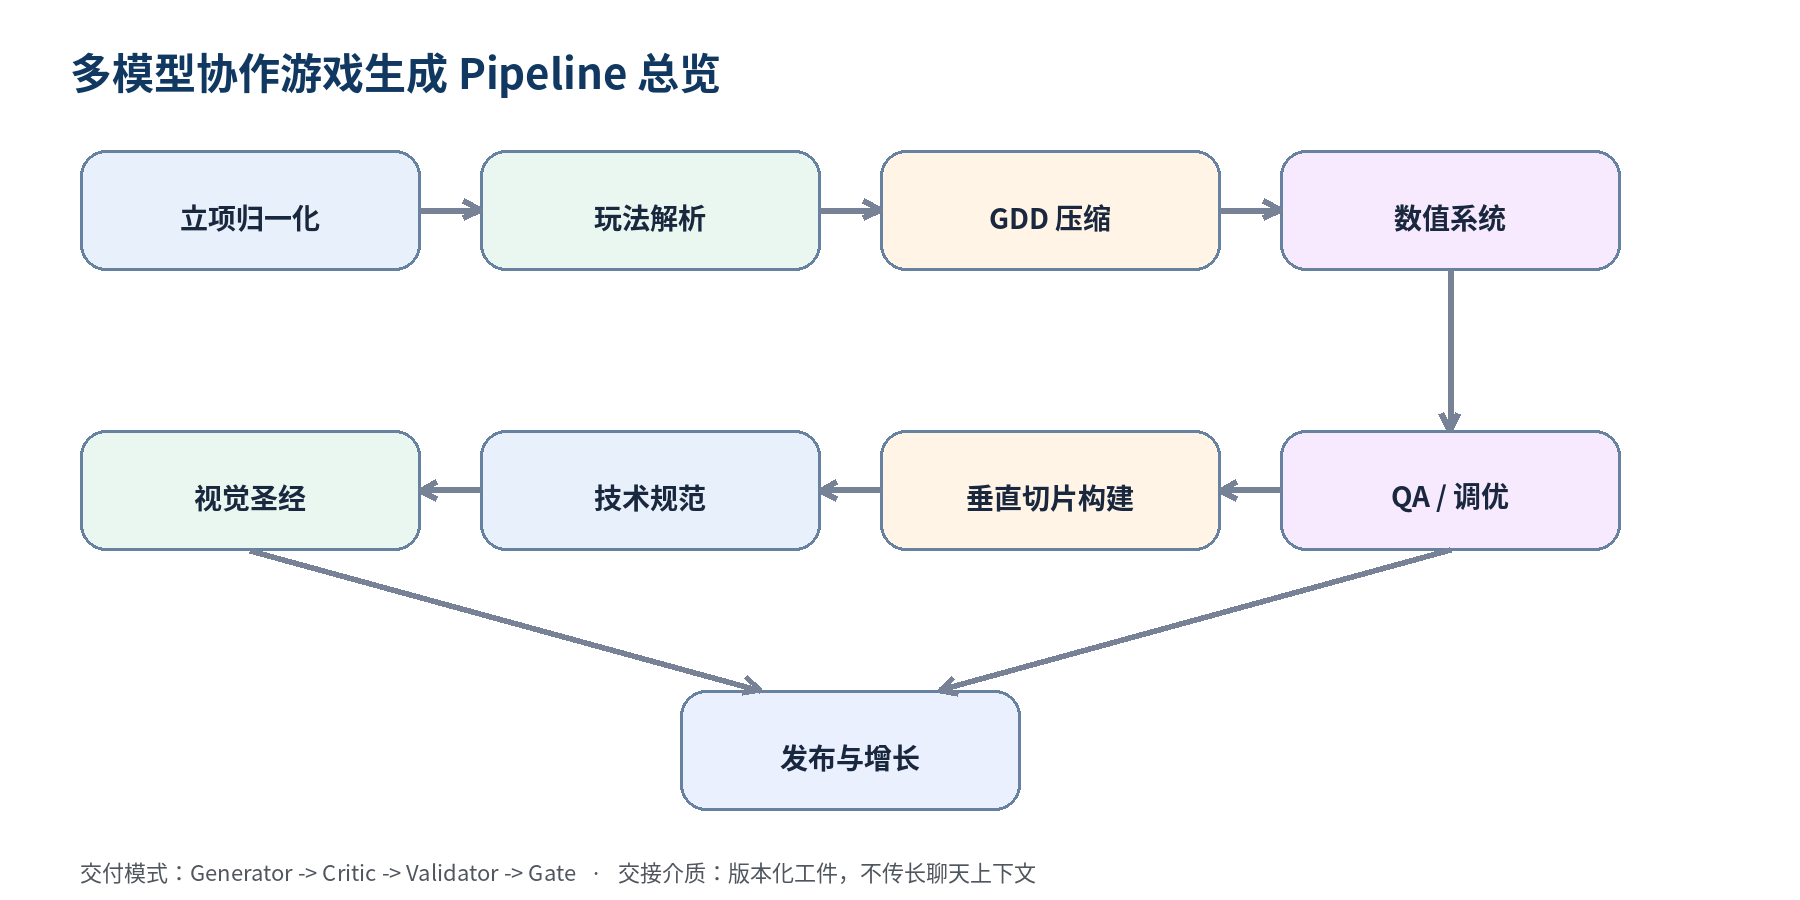 多模型协作游戏生成 Pipeline 总览
立项归一化
玩法解析
GDD 压缩
数值系统
视觉圣经
技术规范
垂直切片构建
QA / 调优
发布与增长
交付模式：Generator -> Critic -> Validator -> Gate · 交接介质：版本化工件，不传长聊天上下文